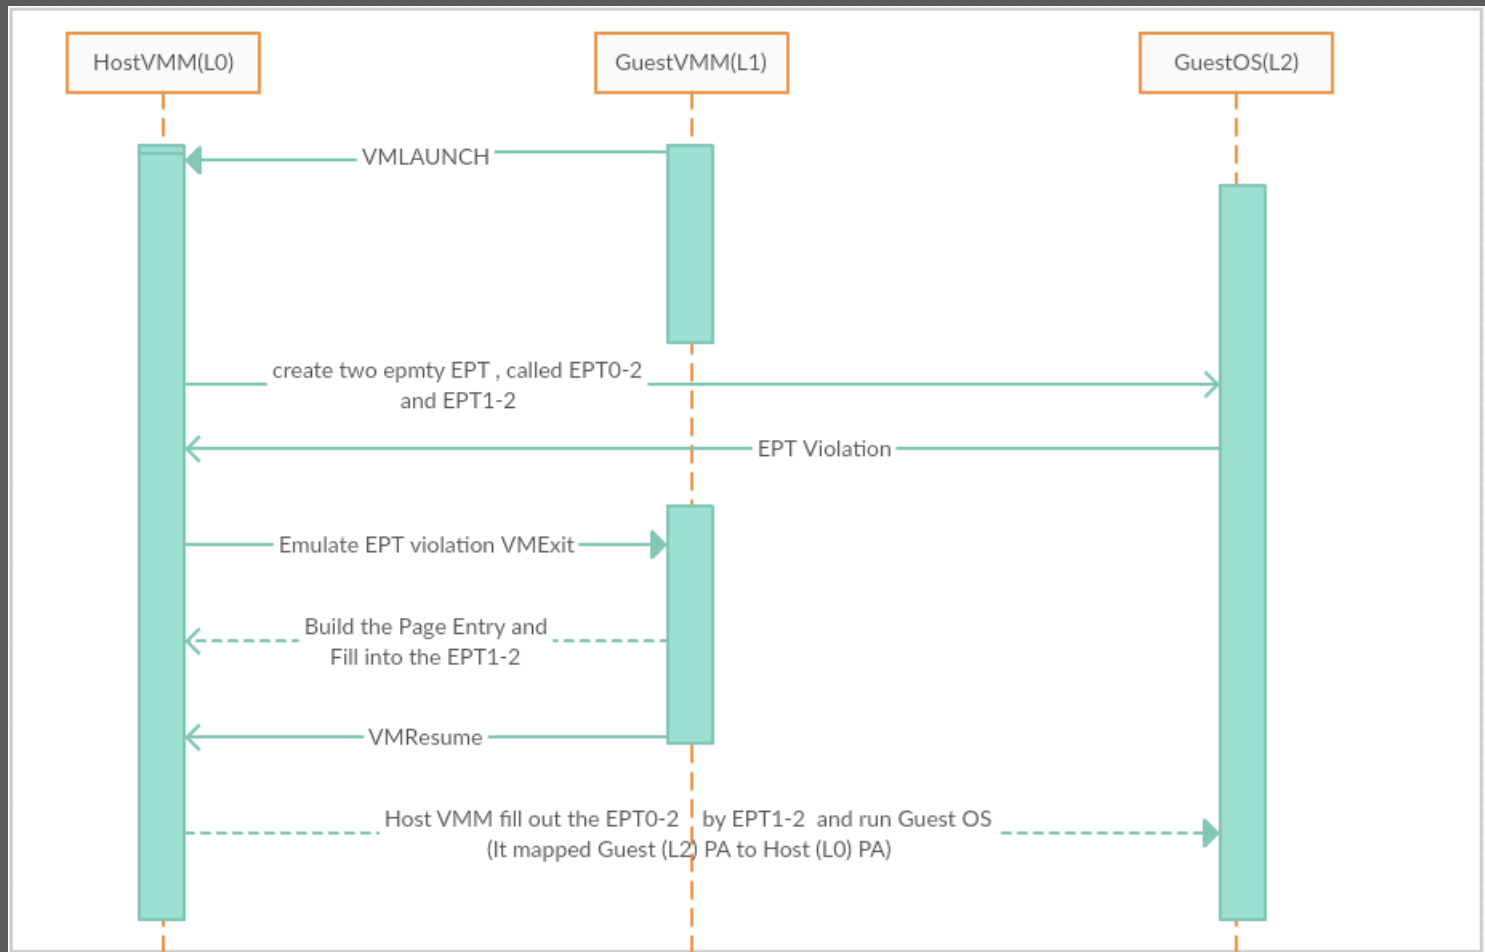 HostVMM(L0)
GuestVMM(L1)
GuestOS(L2)
VMLAUNCH
create two epmty EPT , called EPT0-2
and EPT1-2
EPT Violation
Emulate EPT violation VMExit
Build the Page Entry and
Fill into the EPT1-2
VMResume
Host VMM fill out the EPT0-2 by EPT1-2 and run Guest OS
(It mapped Guest (L2) PA to Host (L0) PA)